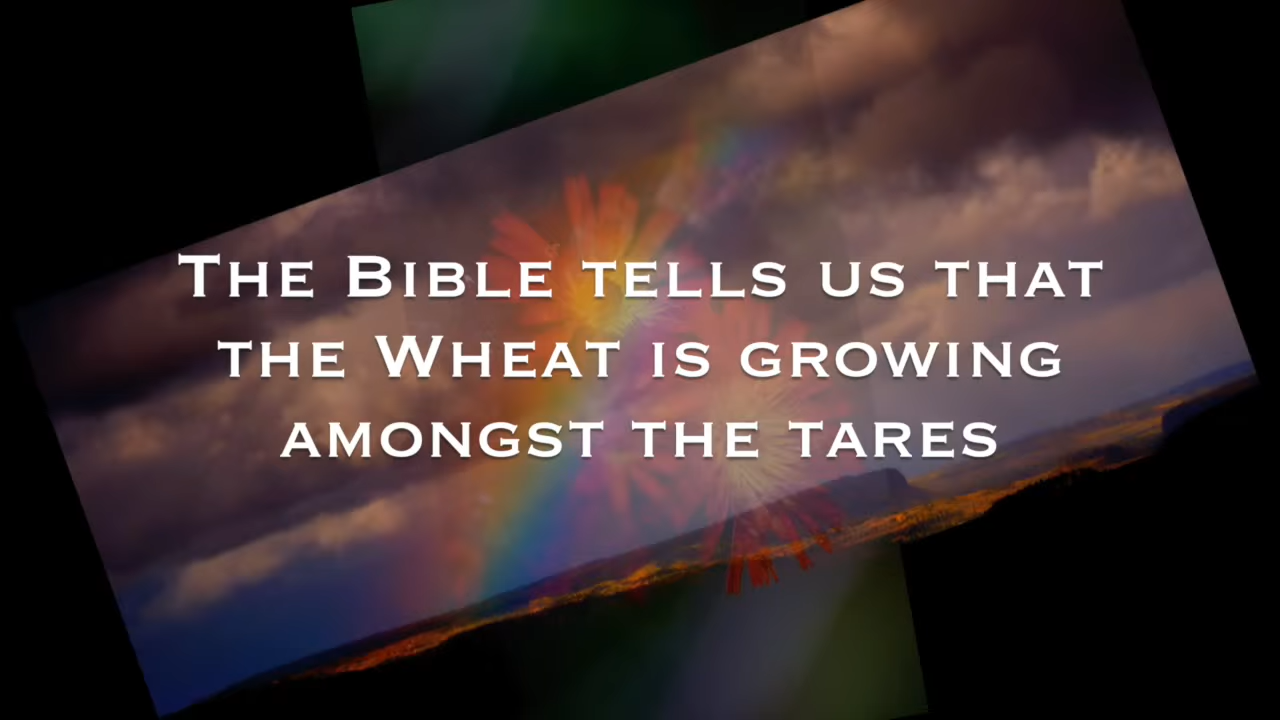 The Bible tells us that
the Wheat is growing
amongst the tares